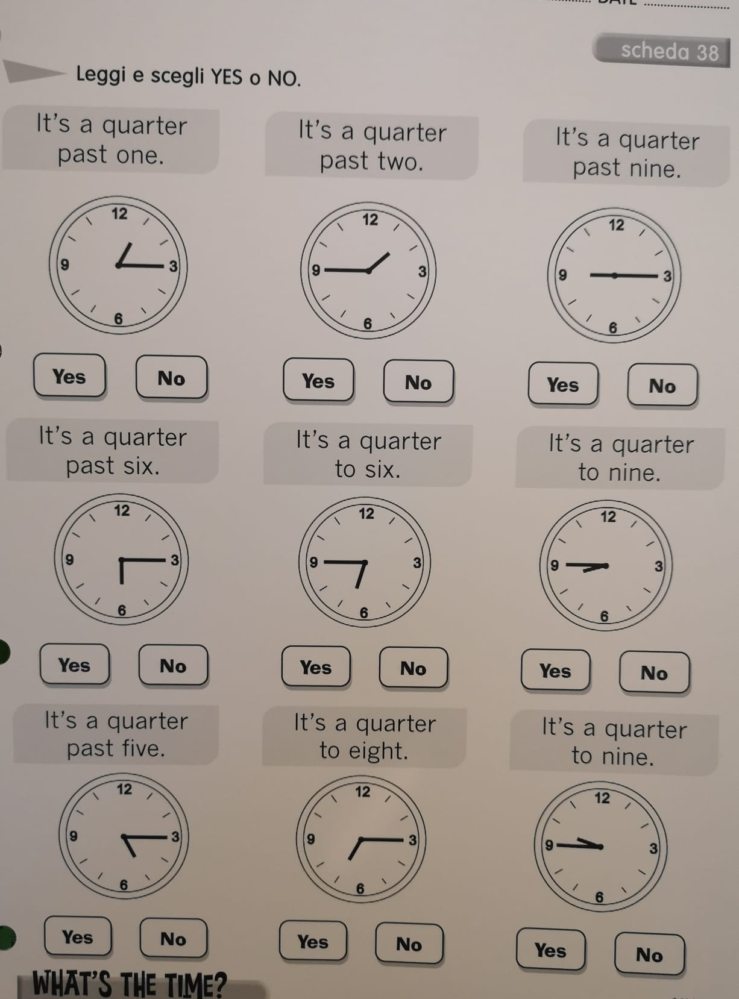 DATE
scheda 38
Leggi e scegli YES o NO.
It's a quarter
past one.
It's a quarter
past two.
It's a quarter
past nine.
12
9 3
6
12
9 3
6
12
9 3
6
Yes No
Yes No
Yes No
It's a quarter
past six.
It's a quarter
to six.
It's a quarter
to nine.
12
9 3
6
12
9 3
6
12
9 3
6
Yes No
Yes No
Yes No
It's a quarter
past five.
It's a quarter
to eight.
It's a quarter
to nine.
12
9 3
6
12
9 3
6
12
9 3
6
Yes No
Yes No
Yes No
WHAT'S THE TIME?